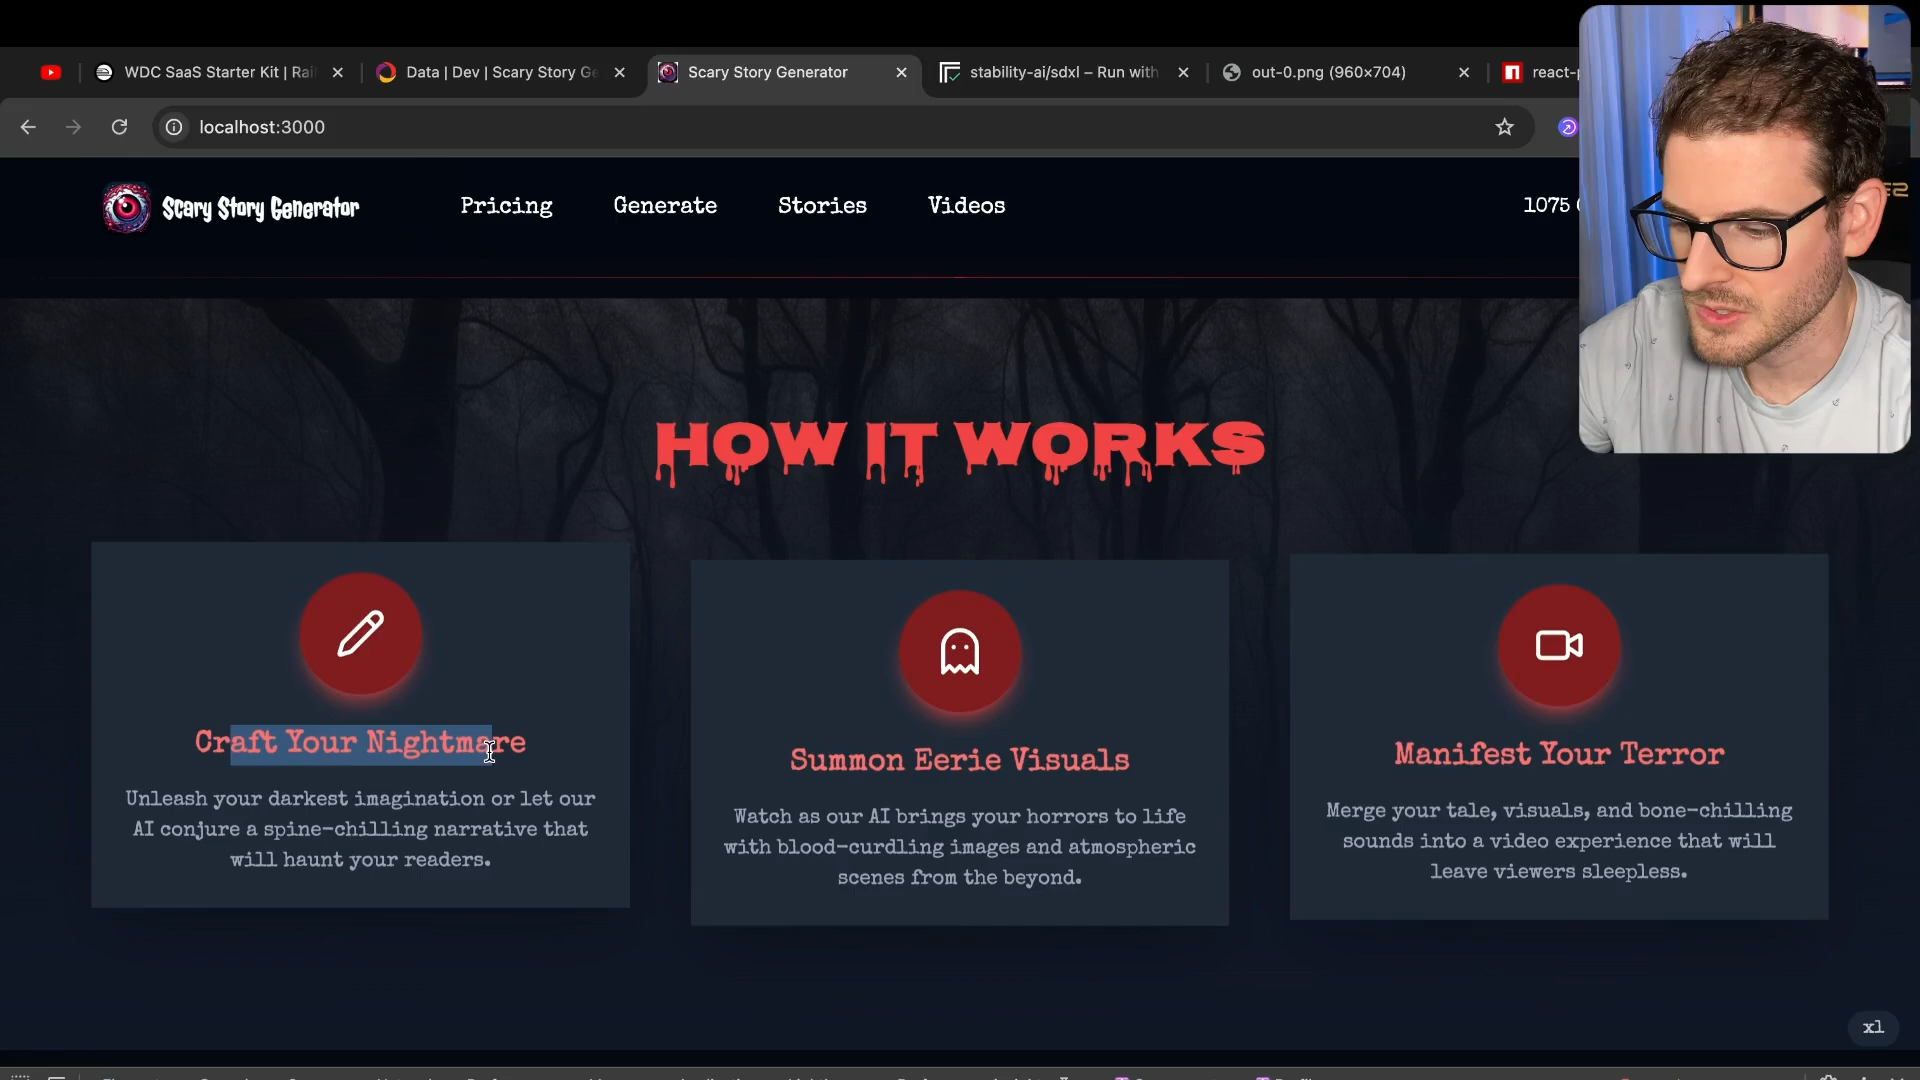 WDC SaaS Starter Kit | Rail
Data | Dev | Scary Story Ge
Scary Story Generator
stability-ai/sdxl – Run with
out-0.png (960×704)
react-p
localhost:3000
Scary Story Generator
Pricing
Generate
Stories
Videos
1075
HOW IT WORKS
Craft Your Nightmare
Unleash your darkest imagination or let our
AI conjure a spine-chilling narrative that
will haunt your readers.
Summon Eerie Visuals
Watch as our AI brings your horrors to life
with blood-curdling images and atmospheric
scenes from the beyond.
Manifest Your Terror
Merge your tale, visuals, and bone-chilling
sounds into a video experience that will
leave viewers sleepless.
xl